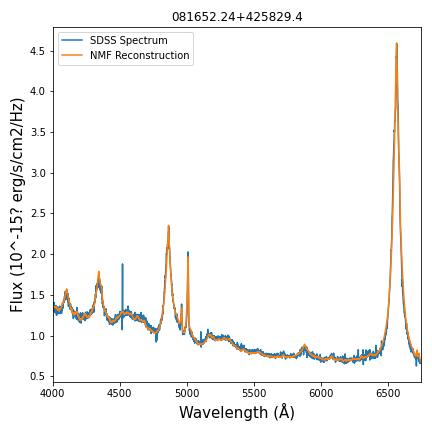 081652.24+425829.4
SDSS Spectrum
NMF Reconstruction
Flux (10^-15? erg/s/cm2/Hz)
4.5
4.0
3.5
3.0
2.5
2.0
1.5
1.0
0.5
4000 4500 5000 5500 6000 6500
Wavelength (Å)